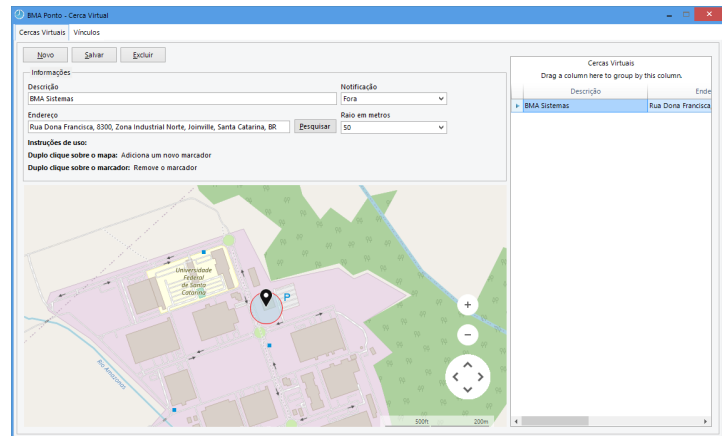 BMA Ponto - Cerca Virtual
Cercas Virtuais Vínculos
Novo Salvar Excluir
Informações
Descrição Notificação
BMA Sistemas Fora
Endereço Raio em metros
Rua Dona Francisca, 8300, Zona Industrial Norte, Joinville, Santa Catarina, BR Pesquisar 50
Instruções de uso:
Duplo clique sobre o mapa: Adiciona um novo marcador
Duplo clique sobre o marcador: Remove o marcador
Universidade
Federal
de Santa
Catarina
P
Rio Amazonas
500ft 200m
Cercas Virtuais
Drag a column here to group by this column.
Descrição Ende
BMA Sistemas Rua Dona Francisca,